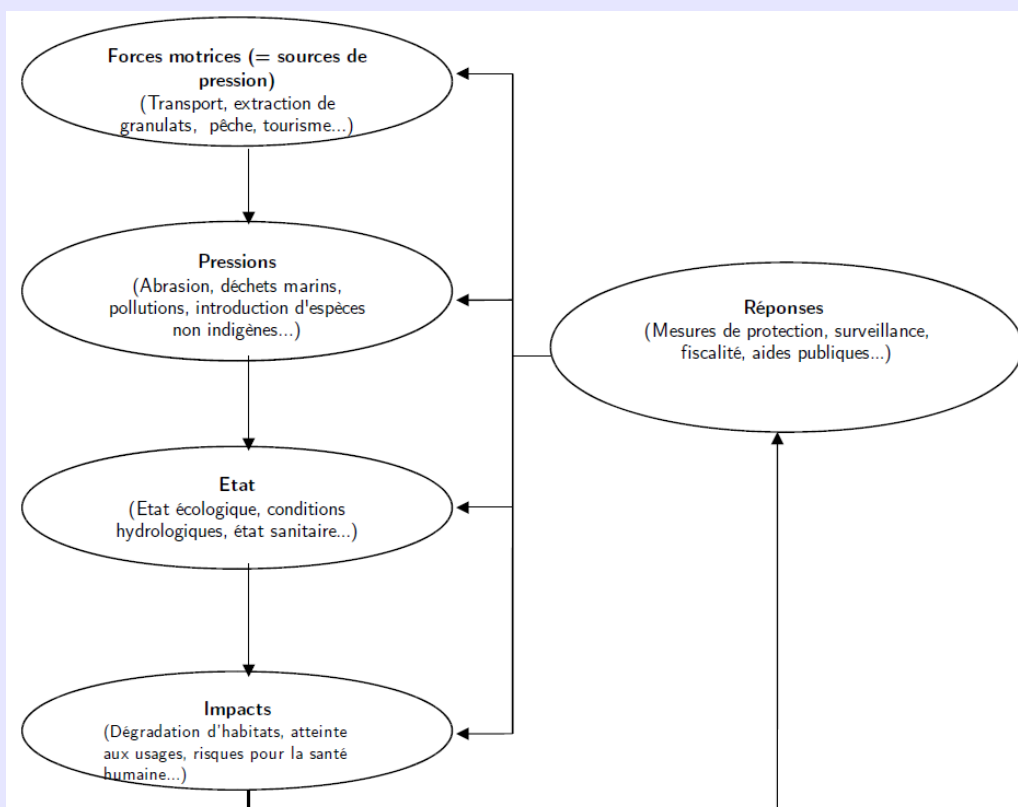 Forces motrices (= sources de
pression)
(Transport, extraction de
granulats, pêche, tourisme...)
Pressions
(Abrasion, déchets marins,
pollutions, introduction d'espèces
non indigènes...)
Réponses
(Mesures de protection, surveillance,
fiscalité, aides publiques...)
Etat
(Etat écologique, conditions
hydrologiques, état sanitaire...)
Impacts
(Dégradation d'habitats, atteinte
aux usages, risques pour la santé
humaine...)